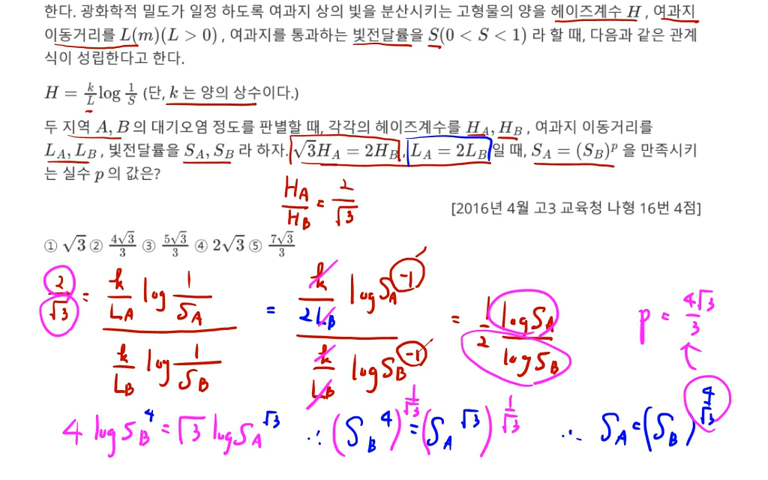 한다. 광화학적 밀도가 일정 하도록 여과지 상의 빛을 분산시키는 고형물의 양을 헤이즈계수 H , 여과지
이동거리를 L(m)(L > 0) , 여과지를 통과하는 빛전달률을 S(0 < S < 1) 라 할 때, 다음과 같은 관계
식이 성립한다고 한다.
H = k/L log 1/S (단, k 는 양의 상수이다.)
두 지역 A, B 의 대기오염 정도를 판별할 때, 각각의 헤이즈계수를 H_A, H_B , 여과지 이동거리를
L_A, L_B , 빛전달률을 S_A, S_B 라 하자. √3H_A = 2H_B , L_A = 2L_B 일 때, S_A = (S_B)^p 을 만족시키
는 실수 p 의 값은?
H_A/H_B = 2/√3
[2016년 4월 고3 교육청 나형 16번 4점]
① √3 ② 4√3/3 ③ 5√3/3 ④ 2√3 ⑤ 7√3/3
2/√3 = (k/L_A log 1/S_A)/(k/L_B log 1/S_B) = (k/2L_B log S_A^-1)/(k/L_B log S_B^-1) = 1/2 log S_A/log S_B
p = 4√3/3
4 log S_B^4 = √3 log S_A^√3 ∴ (S_B^4)^1/√3 = (S_A^√3)^1/√3 ∴ S_A = (S_B)^4/√3